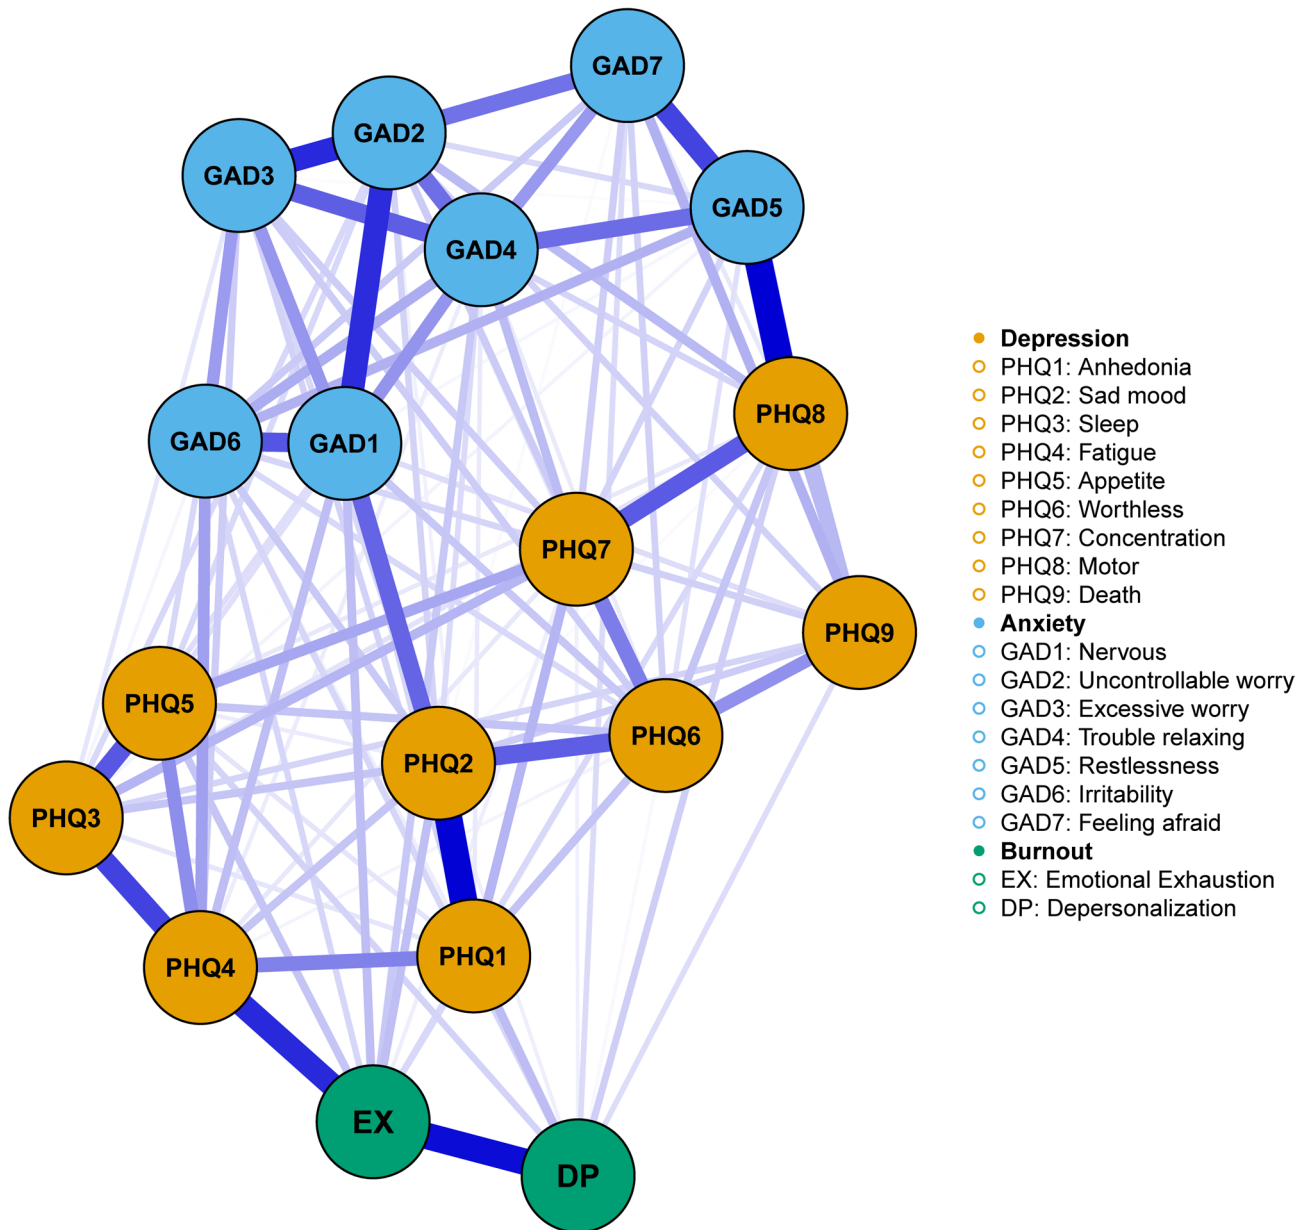 GAD7
GAD2
GAD3
GAD5
GAD4
PHQ8
GAD6
GAD1
PHQ7
PHQ9
PHQ5
PHQ6
PHQ2
PHQ3
PHQ4
PHQ1
EX
DP
Depression
PHQ1: Anhedonia
PHQ2: Sad mood
PHQ3: Sleep
PHQ4: Fatigue
PHQ5: Appetite
PHQ6: Worthless
PHQ7: Concentration
PHQ8: Motor
PHQ9: Death
Anxiety
GAD1: Nervous
GAD2: Uncontrollable worry
GAD3: Excessive worry
GAD4: Trouble relaxing
GAD5: Restlessness
GAD6: Irritability
GAD7: Feeling afraid
Burnout
EX: Emotional Exhaustion
DP: Depersonalization